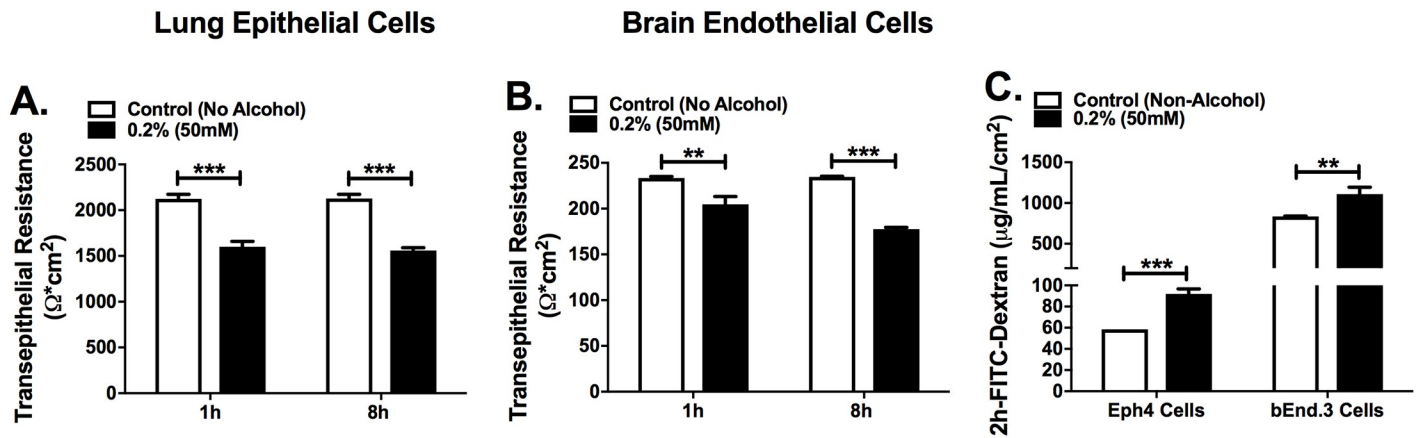 Lung Epithelial Cells
Brain Endothelial Cells
A.
Control (No Alcohol)
0.2% (50mM)
Transepithelial Resistance
(Ω*cm²)
2500
2000
1500
1000
500
0
***
***
1h
8h
B.
Control (No Alcohol)
0.2% (50mM)
Transepithelial Resistance
(Ω*cm²)
250
200
150
100
50
0
**
***
1h
8h
C.
Control (Non-Alcohol)
0.2% (50mM)
2h-FITC-Dextran (μg/mL/cm²)
1500
1000
500
100
80
60
40
20
0
***
**
Eph4 Cells
bEnd.3 Cells